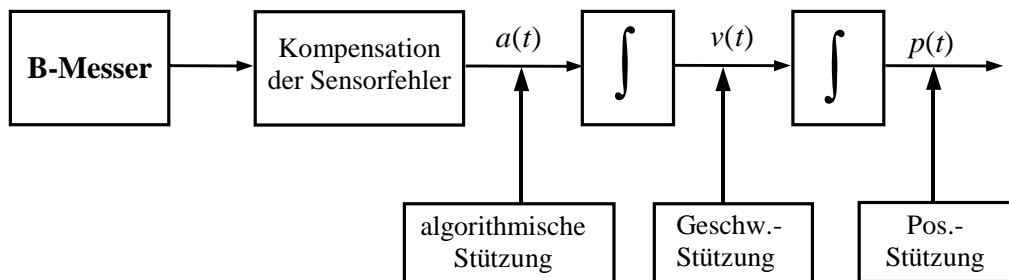 B-Messer
Kompensation
der Sensorfehler
a(t)
∫
v(t)
∫
p(t)
algorithmische
Stützung
Geschw.-
Stützung
Pos.-
Stützung